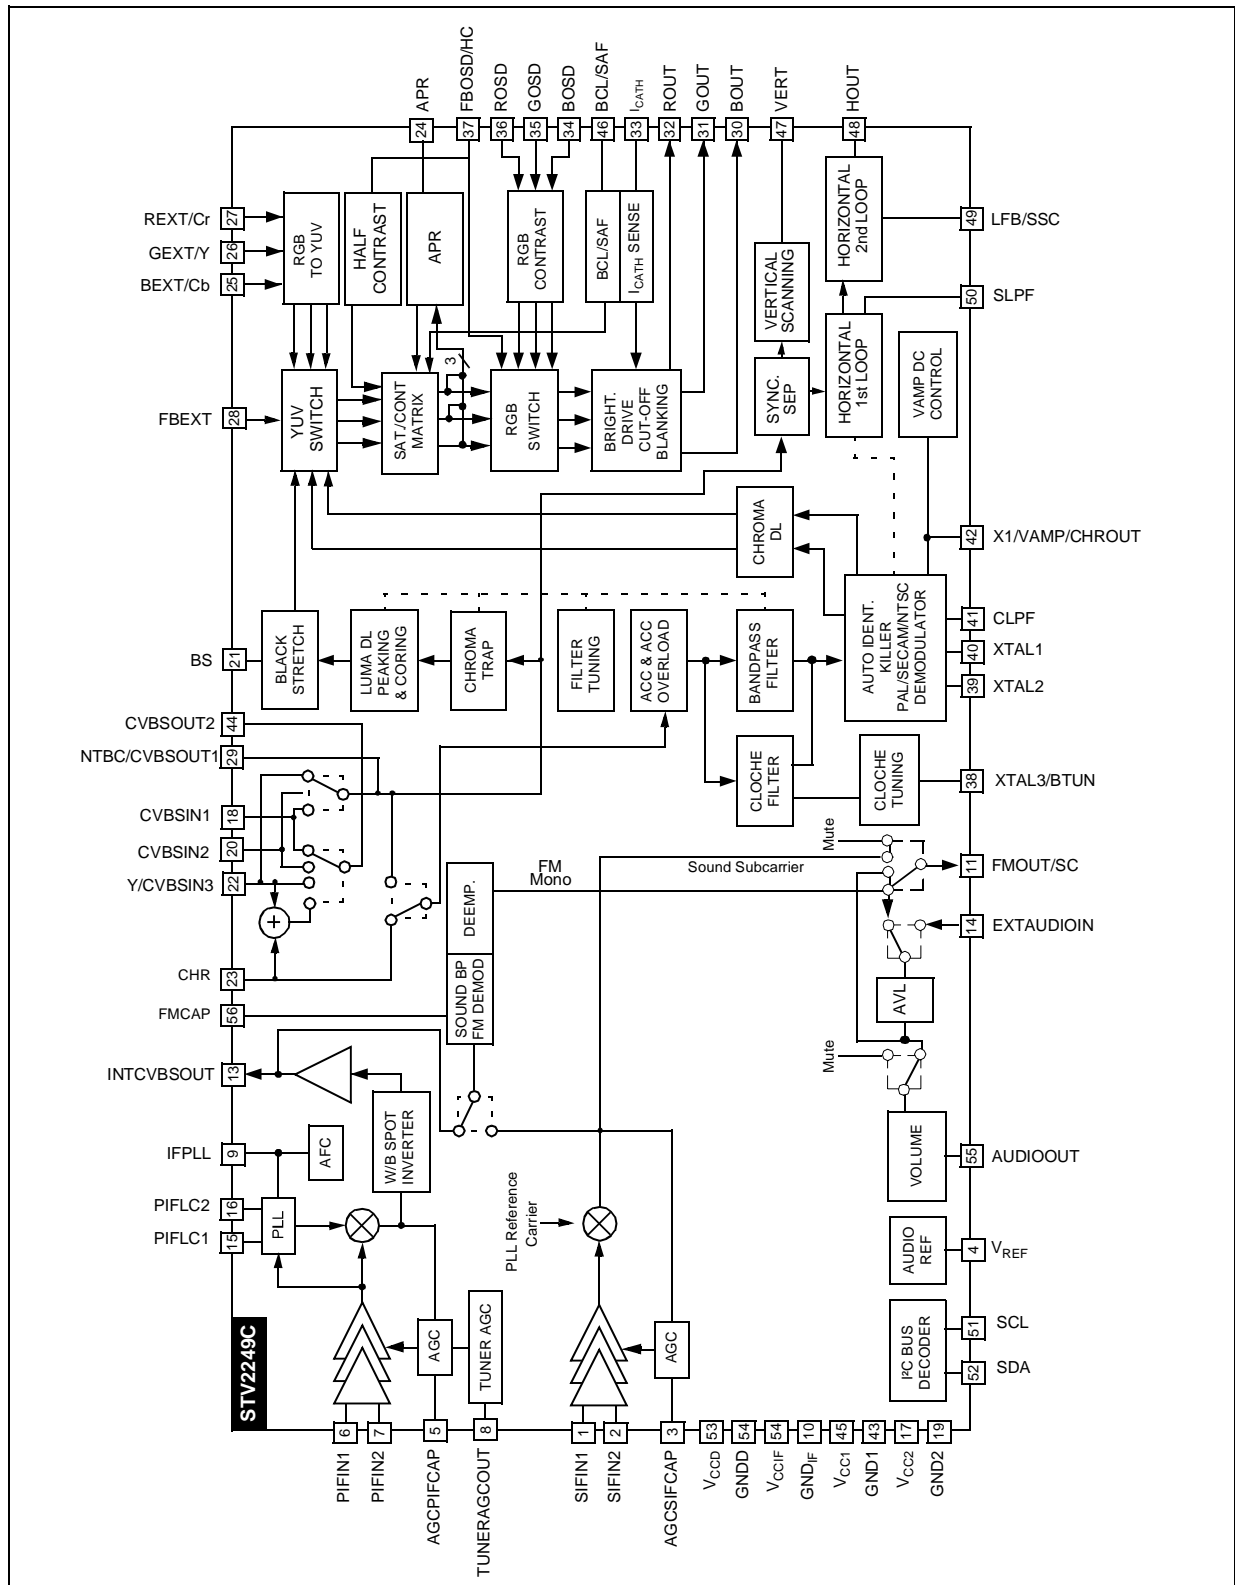 STV2249C
APR
24
FBOSD/HC
37
ROSD
36
GOSD
35
BOSD
34
BCL/SAF
46
ICATH
33
ROUT
32
GOUT
31
BOUT
30
VERT
47
HOUT
48
REXT/Cr
27
GEXT/Y
26
BEXT/Cb
25
RGB
TO YUV
HALF
CONTRAST
APR
RGB
CONTRAST
BCL/SAF
ICATH SENSE
VERTICAL
SCANNING
HORIZONTAL
2nd LOOP
49
LFB/SSC
50
SLPF
FBEXT
28
YUV
SWITCH
SAT./CONT
MATRIX
3
RGB
SWITCH
BRIGHT.
DRIVE
CUT-OFF
BLANKING
SYNC.
SEP
HORIZONTAL
1st LOOP
VAMP DC
CONTROL
CHROMA
DL
42
X1/VAMP/CHROUT
BS
21
BLACK
STRETCH
LUMA DL
PEAKING
& CORING
CHROMA
TRAP
FILTER
TUNING
ACC & ACC
OVERLOAD
BANDPASS
FILTER
AUTO IDENT.
KILLER
PAL/SECAM/NTSC
DEMODULATOR
41
CLPF
40
XTAL1
39
XTAL2
CVBSOUT2
44
NTBC/CVBSOUT1
29
CVBSIN1
18
CVBSIN2
20
Y/CVBSIN3
22
+
CLOCHE
FILTER
CLOCHE
TUNING
38
XTAL3/BTUN
CHR
23
FMCAP
56
DEEMP.
SOUND BP
FM DEMOD
FM
Mono
Sound Subcarrier
Mute
11
FMOUT/SC
14
EXTAUDIOIN
AVL
Mute
INTCVBSOUT
13
IFPLL
9
AFC
W/B SPOT
INVERTER
VOLUME
55
AUDIOOUT
PIFLC2
16
PIFLC1
15
PLL
PLL Reference
Carrier
AUDIO
REF
4
VREF
AGC
TUNER AGC
AGC
I²C BUS
DECODER
51
SCL
52
SDA
6
PIFIN1
7
PIFIN2
5
AGCPIFCAP
8
TUNERAGCOUT
1
SIFIN1
2
SIFIN2
3
AGCSIFCAP
53
VCCD
54
GNDD
54
VCCIF
10
GNDIF
45
VCC1
43
GND1
17
VCC2
19
GND2